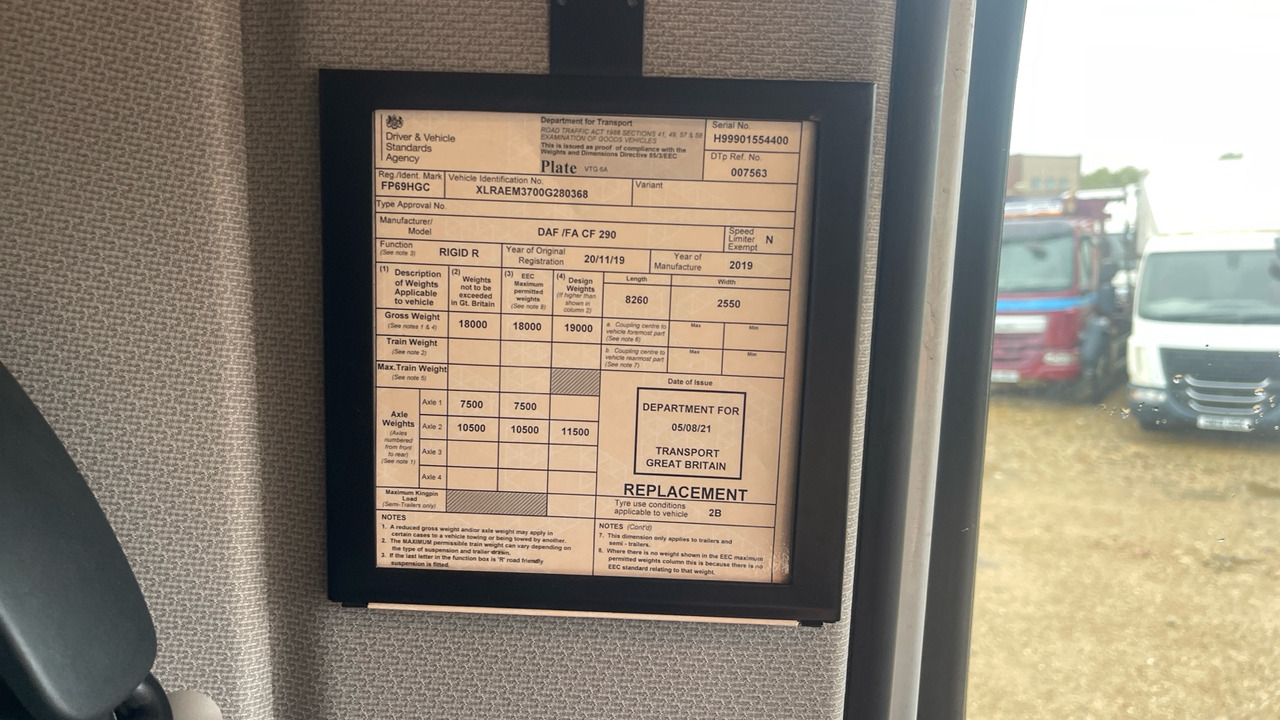 Driver & Vehicle
Standards
Agency
Department for Transport
ROAD TRAFFIC ACT 1988 SECTIONS 41, 49, 57 & 58
EXAMINATION OF GOODS VEHICLES
This is issued as proof of compliance with the
Weights and Dimensions Directive 85/3/EEC
Plate VTG 6A
Serial No.
H99901554400
DTp Ref. No.
007563
Reg./Ident. Mark
FP69HGC
Vehicle Identification No.
XLRAEM3700G280368
Variant
Type Approval No.
Manufacturer/
Model
DAF /FA CF 290
Speed
Limiter
Exempt
N
Function
(See note 3)
RIGID R
Year of Original
Registration
20/11/19
Year of
Manufacture
2019
(1) Description
of Weights
Applicable
to vehicle
(2) Weights
not to be
exceeded
in Gt. Britain
(3) EEC
Maximum
permitted
weights
(See note 8)
(4) Design
Weights
(If higher than
shown in
column 2)
Length
8260
Width
2550
Gross Weight
(See notes 1 & 4)
18000
18000
19000
a. Coupling centre to
vehicle foremost part
(See note 6)
Max
Min
Train Weight
(See note 2)
b. Coupling centre to
vehicle rearmost part
(See note 7)
Max
Min
Max.Train Weight
(See note 5)
Axle
Weights
(Axles
numbered
from front
to rear)
(See note 1)
Axle 1
7500
7500
Axle 2
10500
10500
11500
Axle 3
Axle 4
Date of Issue
DEPARTMENT FOR
05/08/21
TRANSPORT
GREAT BRITAIN
REPLACEMENT
Maximum Kingpin
Load
(Semi-Trailers only)
Tyre use conditions
applicable to vehicle
2B
NOTES
1. A reduced gross weight and/or axle weight may apply in
certain cases to a vehicle towing or being towed by another.
2. The MAXIMUM permissible train weight can vary depending on
the type of suspension and trailer drawn.
3. If the last letter in the function box is 'R' road friendly
suspension is fitted.
NOTES (Cont'd)
7. This dimension only applies to trailers and
semi - trailers.
8. Where there is no weight shown in the EEC maximum
permitted weights column this is because there is no
EEC standard relating to that weight.